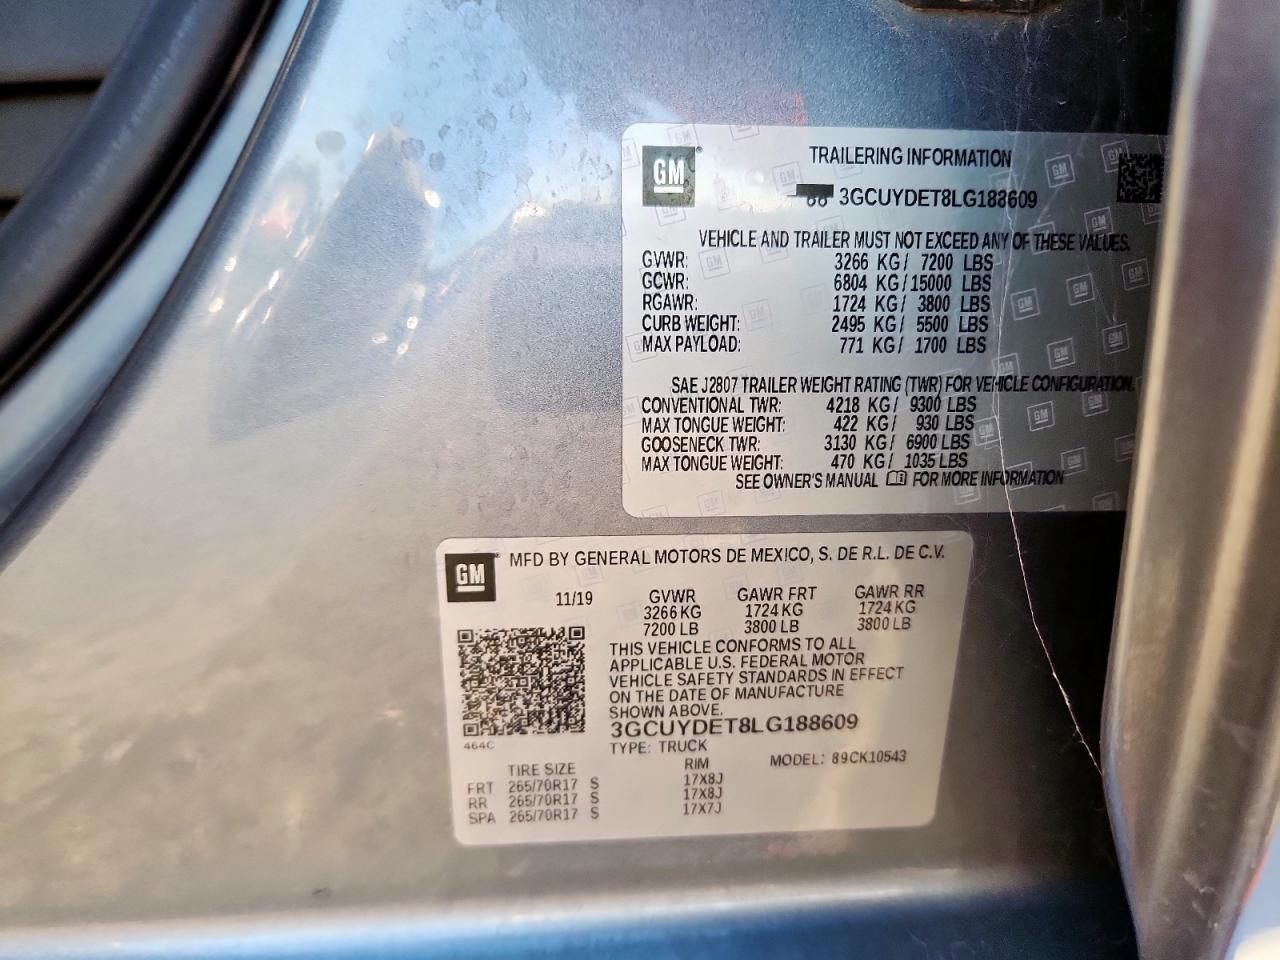 GM
TRAILERING INFORMATION
3GCUYDET8LG188609
VEHICLE AND TRAILER MUST NOT EXCEED ANY OF THESE VALUES.
GVWR: 3266 KG/ 7200 LBS
GCWR: 6804 KG/15000 LBS
RGAWR: 1724 KG/ 3800 LBS
CURB WEIGHT: 2495 KG/ 5500 LBS
MAX PAYLOAD: 771 KG/ 1700 LBS
SAE J2807 TRAILER WEIGHT RATING (TWR) FOR VEHICLE CONFIGURATION.
CONVENTIONAL TWR: 4218 KG/ 9300 LBS
MAX TONGUE WEIGHT: 422 KG/ 930 LBS
GOOSENECK TWR: 3130 KG/ 6900 LBS
MAX TONGUE WEIGHT: 470 KG/ 1035 LBS
SEE OWNER'S MANUAL FOR MORE INFORMATION
GM
MFD BY GENERAL MOTORS DE MEXICO, S. DE R.L. DE C.V.
11/19 GVWR GAWR FRT GAWR RR
3266 KG 1724 KG 1724 KG
7200 LB 3800 LB 3800 LB
THIS VEHICLE CONFORMS TO ALL
APPLICABLE U.S. FEDERAL MOTOR
VEHICLE SAFETY STANDARDS IN EFFECT
ON THE DATE OF MANUFACTURE
SHOWN ABOVE.
3GCUYDET8LG188609
464C
TYPE: TRUCK
MODEL: 89CK10543
TIRE SIZE RIM
FRT 265/70R17 S 17X8J
RR 265/70R17 S 17X8J
SPA 265/70R17 S 17X7J